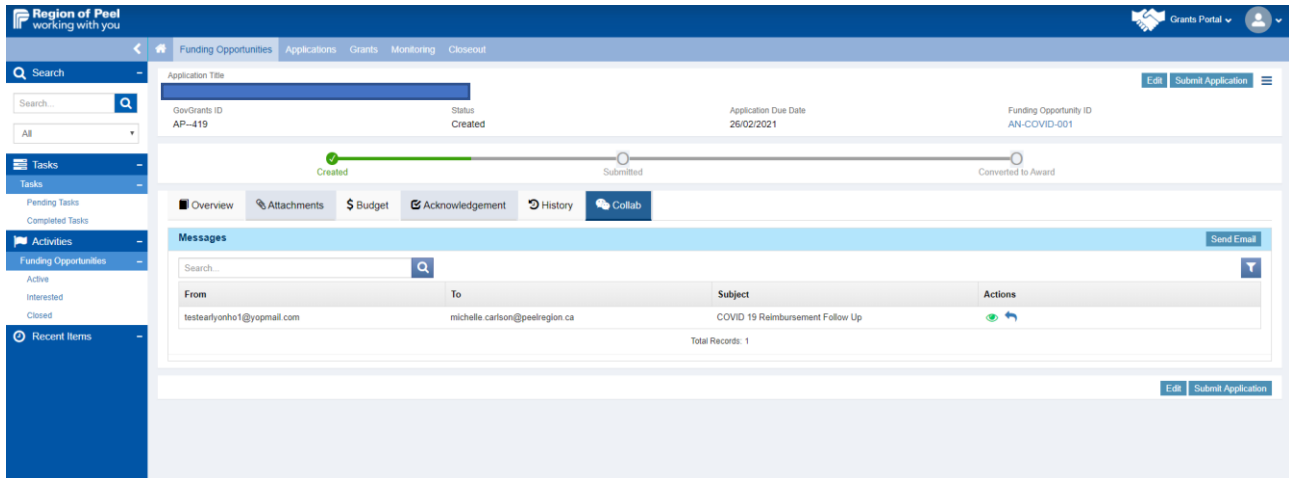 Region of Peel
working with you
Grants Portal
Funding Opportunities Applications Grants Monitoring Closeout
Search
Search...
All
Tasks
Tasks
Pending Tasks
Completed Tasks
Activities
Funding Opportunities
Active
Interested
Closed
Recent Items
Application Title
Edit Submit Application
GovGrants ID Status Application Due Date Funding Opportunity ID
AP--419 Created 26/02/2021 AN-COVID-001
Created Submitted Converted to Award
Overview Attachments $ Budget Acknowledgement History Collab
Messages Send Email
Search...
From To Subject Actions
testearlyonho1@yopmail.com michelle.carlson@peelregion.ca COVID 19 Reimbursement Follow Up
Total Records: 1
Edit Submit Application